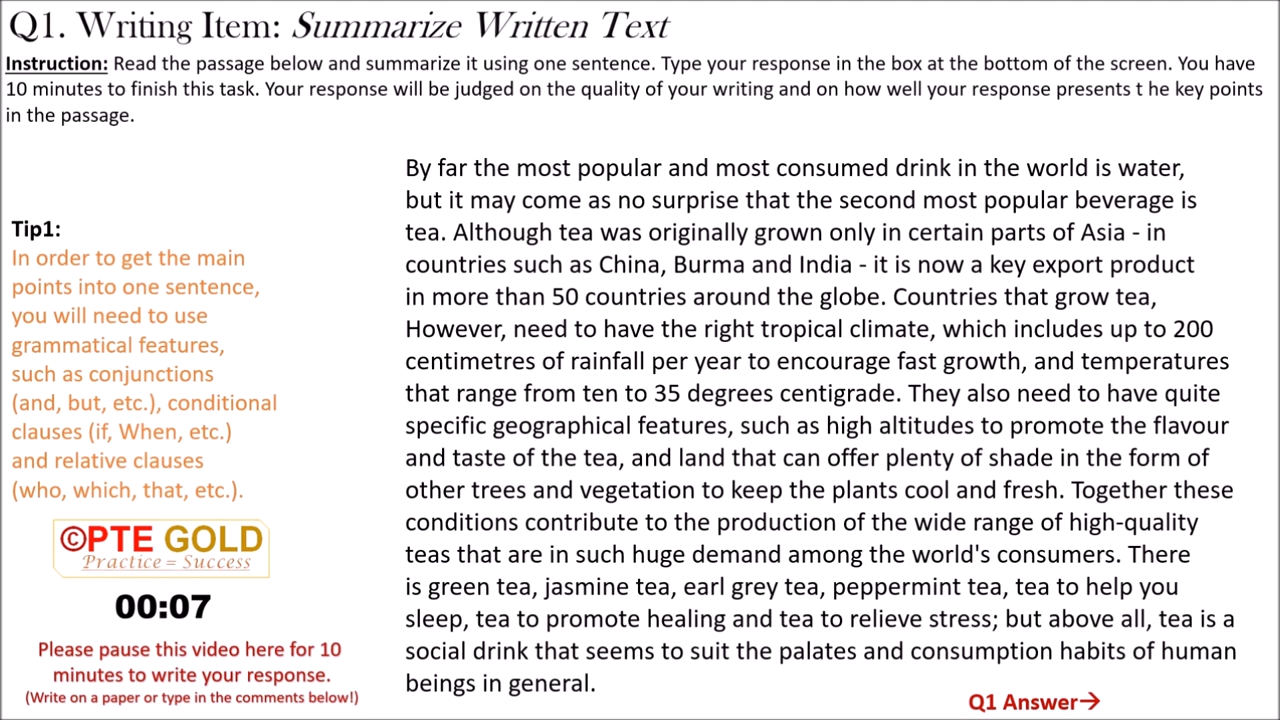 Q1. Writing Item: Summarize Written Text
Instruction: Read the passage below and summarize it using one sentence. Type your response in the box at the bottom of the screen. You have
10 minutes to finish this task. Your response will be judged on the quality of your writing and on how well your response presents t he key points
in the passage.
Tip1:
In order to get the main
points into one sentence,
you will need to use
grammatical features,
such as conjunctions
(and, but, etc.), conditional
clauses (if, When, etc.)
and relative clauses
(who, which, that, etc.).
©PTE GOLD
Practice = Success
00:07
Please pause this video here for 10
minutes to write your response.
(Write on a paper or type in the comments below!)
By far the most popular and most consumed drink in the world is water,
but it may come as no surprise that the second most popular beverage is
tea. Although tea was originally grown only in certain parts of Asia - in
countries such as China, Burma and India - it is now a key export product
in more than 50 countries around the globe. Countries that grow tea,
However, need to have the right tropical climate, which includes up to 200
centimetres of rainfall per year to encourage fast growth, and temperatures
that range from ten to 35 degrees centigrade. They also need to have quite
specific geographical features, such as high altitudes to promote the flavour
and taste of the tea, and land that can offer plenty of shade in the form of
other trees and vegetation to keep the plants cool and fresh. Together these
conditions contribute to the production of the wide range of high-quality
teas that are in such huge demand among the world's consumers. There
is green tea, jasmine tea, earl grey tea, peppermint tea, tea to help you
sleep, tea to promote healing and tea to relieve stress; but above all, tea is a
social drink that seems to suit the palates and consumption habits of human
beings in general.
Q1 Answer→